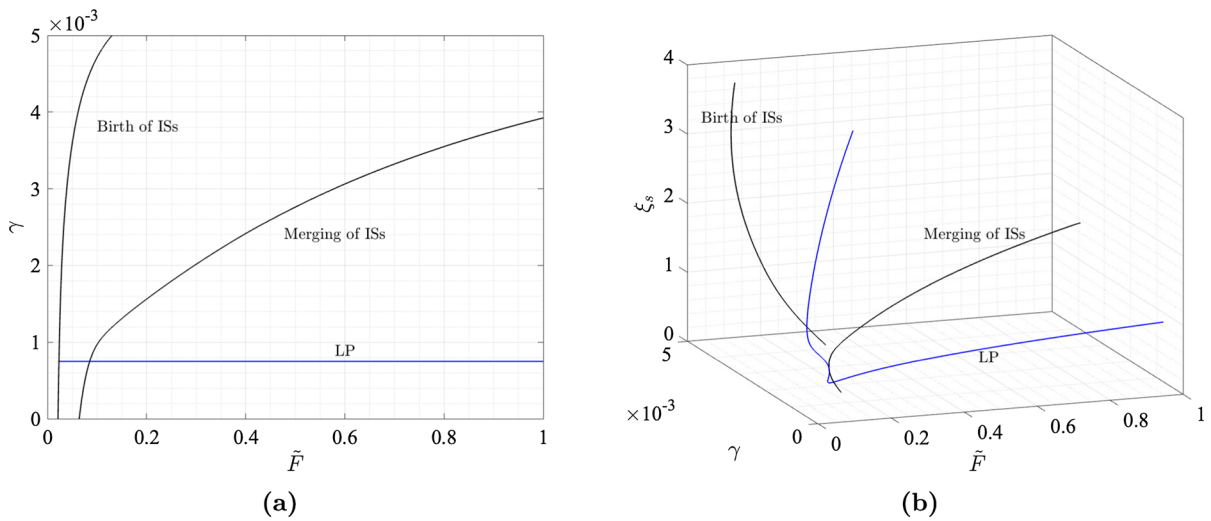 ×10⁻³
5
4
3
2
1
0
γ
Birth of ISs
Merging of ISs
LP
0 0.2 0.4 0.6 0.8 1
F̃
(a)
4
3
2
1
0
ξₛ
Birth of ISs
Merging of ISs
LP
5
×10⁻³
0
γ
0 0.2 0.4 0.6 0.8 1
F̃
(b)